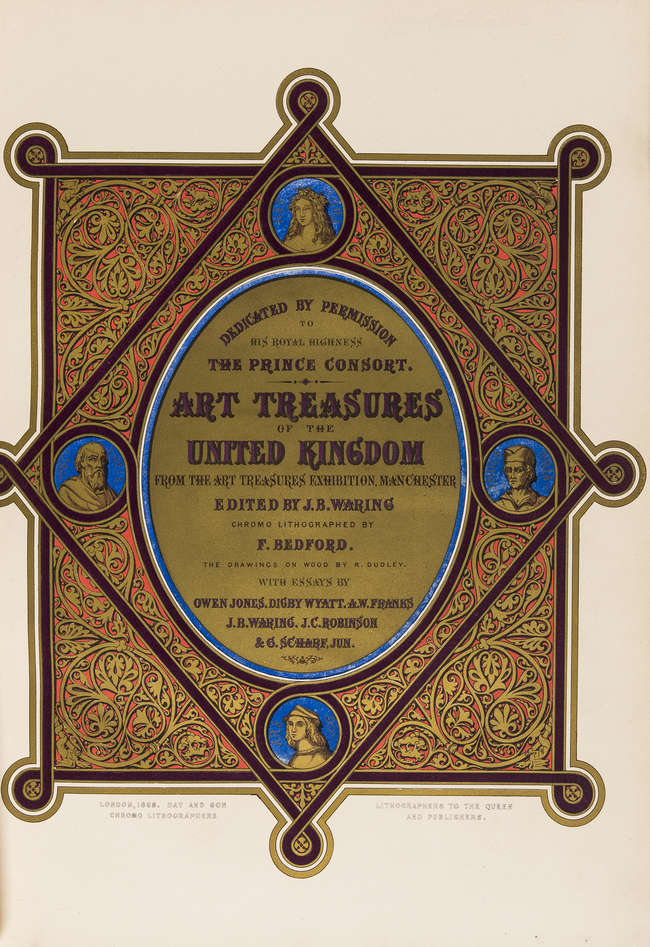 DEDICATED BY PERMISSION
TO
HIS ROYAL HIGHNESS
THE PRINCE CONSORT.
ART TREASURES
OF THE
UNITED KINGDOM
FROM THE ART TREASURES EXHIBITION, MANCHESTER
EDITED BY J.B. WARING
CHROMO LITHOGRAPHED BY
F. BEDFORD.
THE DRAWINGS ON WOOD BY R. DUDLEY.
WITH ESSAYS BY
OWEN JONES, DIGBY WYATT. A.W. FRANKS
J.B. WARING. J.C. ROBINSON
& G. SCHARF, JUN.
LONDON, 1858. DAY AND SON
CHROMO LITHOGRAPHERS
LITHOGRAPHERS TO THE QUEEN
AND PUBLISHERS.